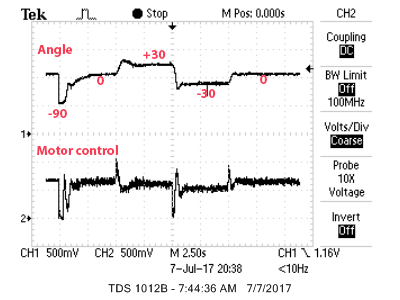 Tek Stop M Pos: 0.000s CH2
Coupling
DC
BW Limit
Off
100MHz
Volts/Div
Coarse
Probe
10X
Voltage
Invert
Off
Angle
+30
0
-30
0
-90
1
Motor control
2
CH1 500mV CH2 500mV M 2.50s CH1 1.16V
7-Jul-17 20:38 <10Hz
TDS 1012B - 7:44:36 AM 7/7/2017